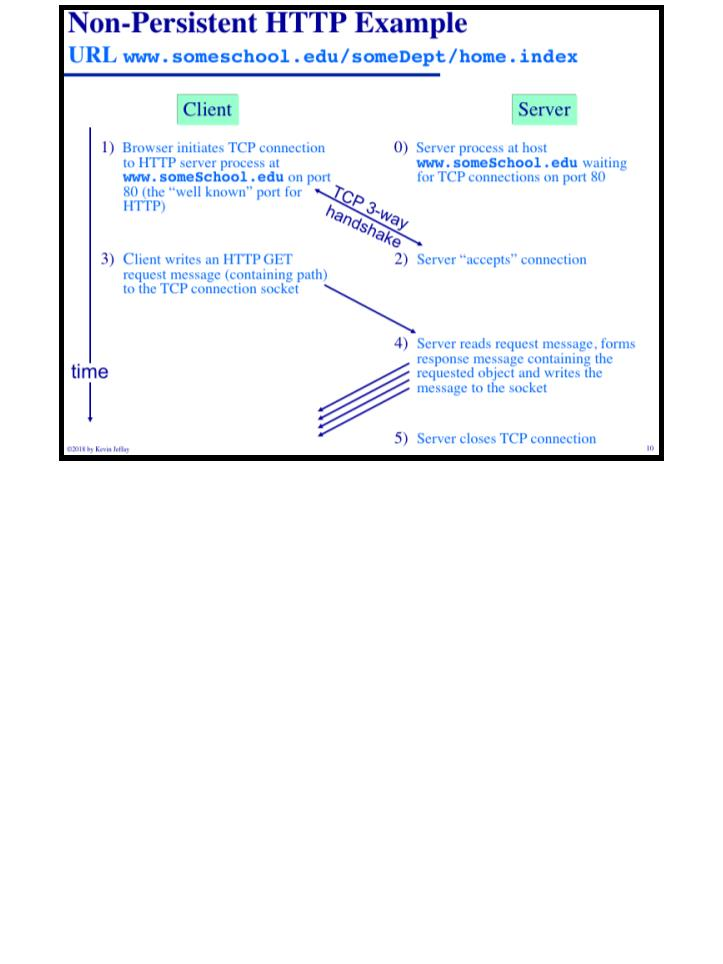 Non-Persistent HTTP Example
URL www.someschool.edu/someDept/home.index
Client
Server
1) Browser initiates TCP connection
to HTTP server process at
www.someSchool.edu on port
80 (the “well known” port for
HTTP)
0) Server process at host
www.someSchool.edu waiting
for TCP connections on port 80
TCP 3-way
handshake
2) Server “accepts” connection
3) Client writes an HTTP GET
request message (containing path)
to the TCP connection socket
4) Server reads request message, forms
response message containing the
requested object and writes the
message to the socket
time
5) Server closes TCP connection
©2018 by Kevin Jeffay
10